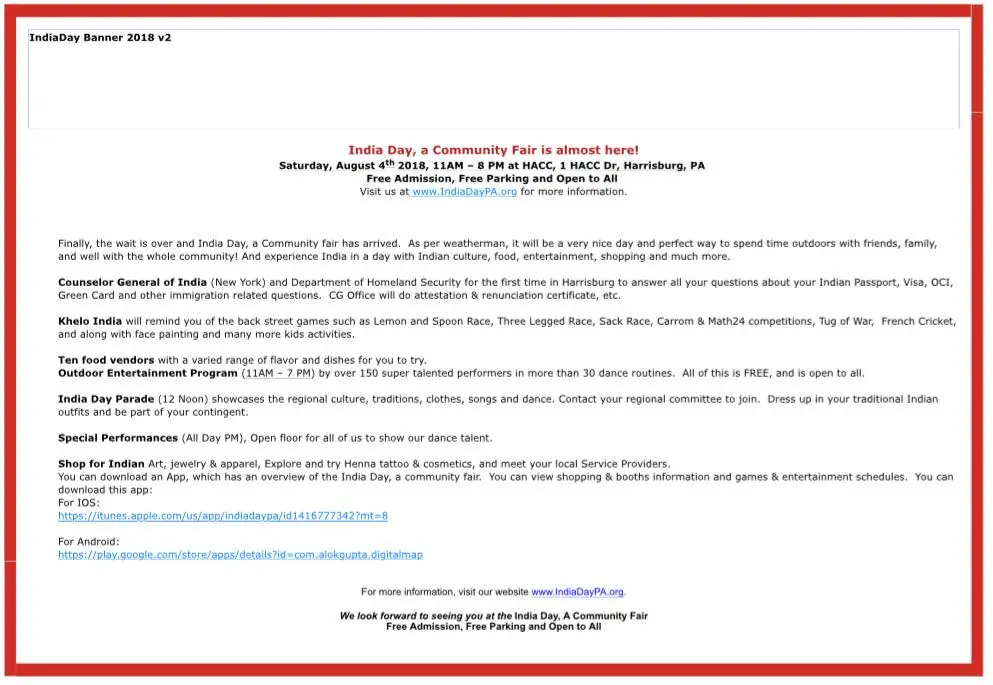 IndiaDay Banner 2018 v2
India Day, a Community Fair is almost here!
Saturday, August 4th 2018, 11AM – 8 PM at HACC, 1 HACC Dr, Harrisburg, PA
Free Admission, Free Parking and Open to All
Visit us at www.IndiaDayPA.org for more information.
Finally, the wait is over and India Day, a Community fair has arrived.  As per weatherman, it will be a very nice day and perfect way to spend time outdoors with friends, family,
and well with the whole community! And experience India in a day with Indian culture, food, entertainment, shopping and much more.
Counselor General of India (New York) and Department of Homeland Security for the first time in Harrisburg to answer all your questions about your Indian Passport, Visa, OCI,
Green Card and other immigration related questions.  CG Office will do attestation & renunciation certificate, etc.
Khelo India will remind you of the back street games such as Lemon and Spoon Race, Three Legged Race, Sack Race, Carrom & Math24 competitions, Tug of War,  French Cricket,
and along with face painting and many more kids activities.
Ten food vendors with a varied range of flavor and dishes for you to try.
Outdoor Entertainment Program (11AM – 7 PM) by over 150 super talented performers in more than 30 dance routines.  All of this is FREE, and is open to all.
India Day Parade (12 Noon) showcases the regional culture, traditions, clothes, songs and dance. Contact your regional committee to join.  Dress up in your traditional Indian
outfits and be part of your contingent.
Special Performances (All Day PM), Open floor for all of us to show our dance talent.
Shop for Indian Art, jewelry & apparel, Explore and try Henna tattoo & cosmetics, and meet your local Service Providers.
You can download an App, which has an overview of the India Day, a community fair.  You can view shopping & booths information and games & entertainment schedules.  You can
download this app:
For IOS:
https://itunes.apple.com/us/app/indiadaypa/id1416777342?mt=8
For Android:
https://play.google.com/store/apps/details?id=com.alokgupta.digitalmap
For more information, visit our website www.IndiaDayPA.org.
We look forward to seeing you at the India Day, A Community Fair
Free Admission, Free Parking and Open to All